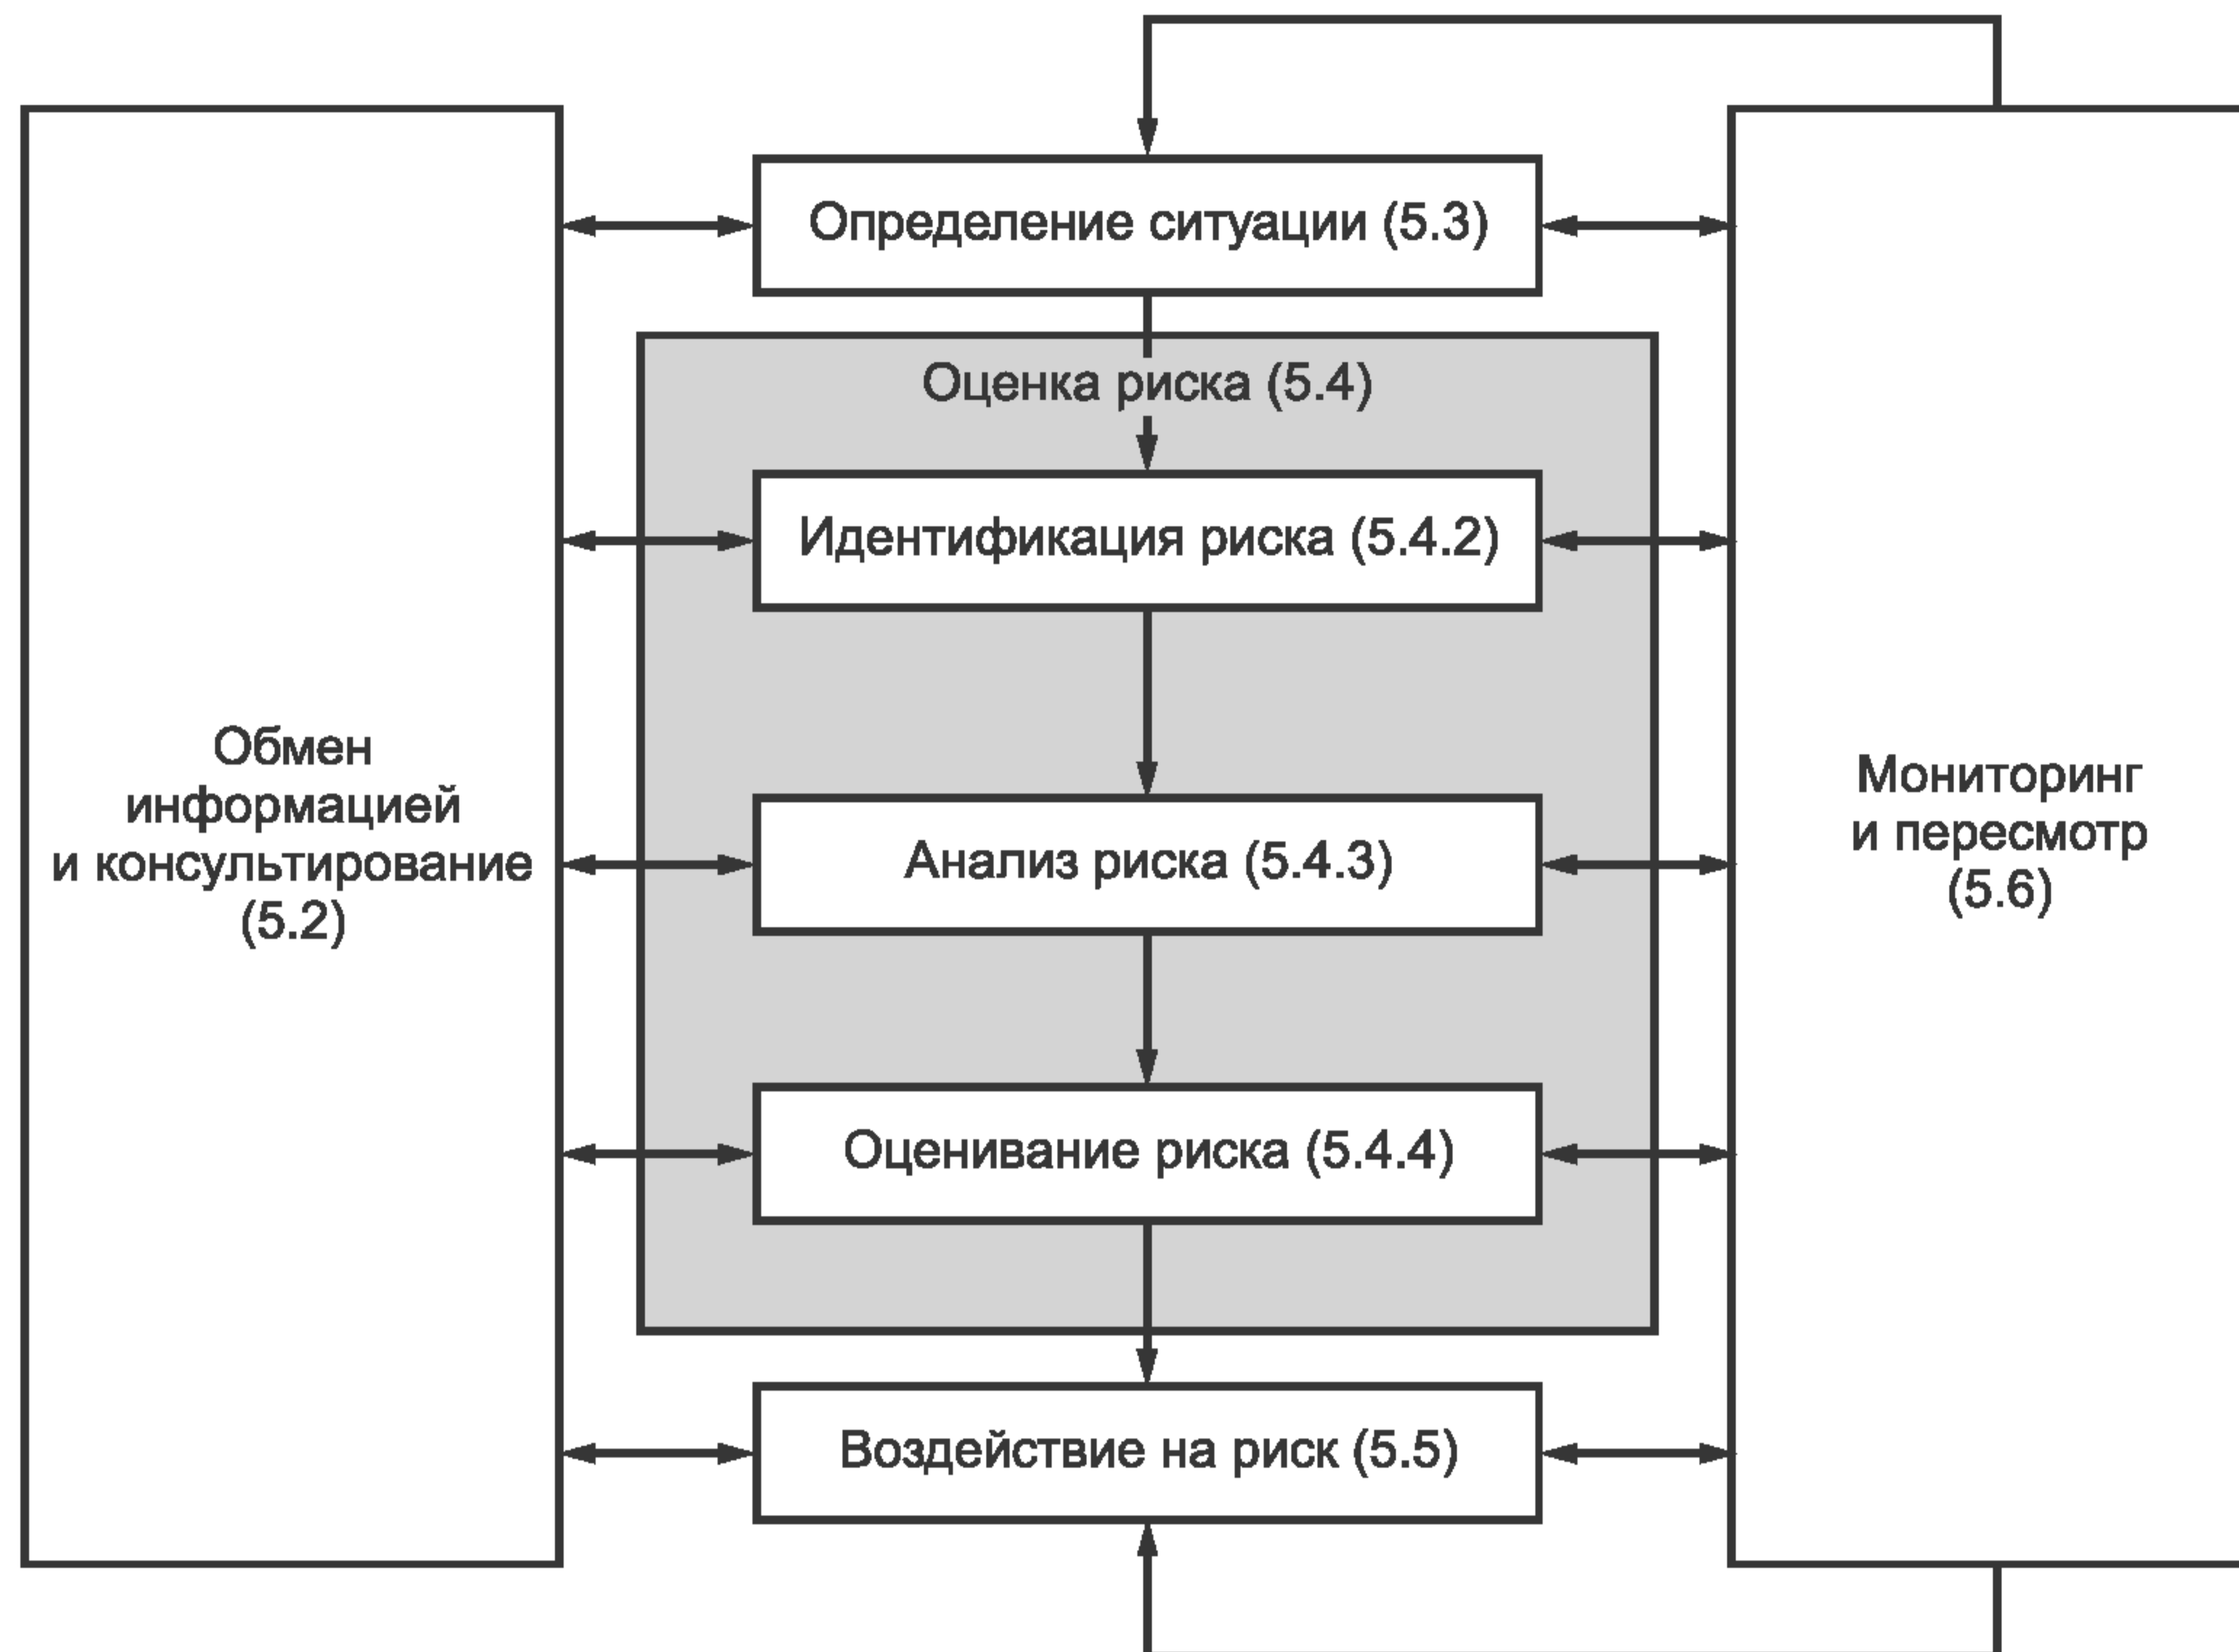 Определение ситуации (5.3)
Оценка риска (5.4)
Идентификация риска (5.4.2)
Обмен
информацией
и консультирование
(5.2)
Анализ риска (5.4.3)
Мониторинг
и пересмотр
(5.6)
Оценивание риска (5.4.4)
Воздействие на риск (5.5)